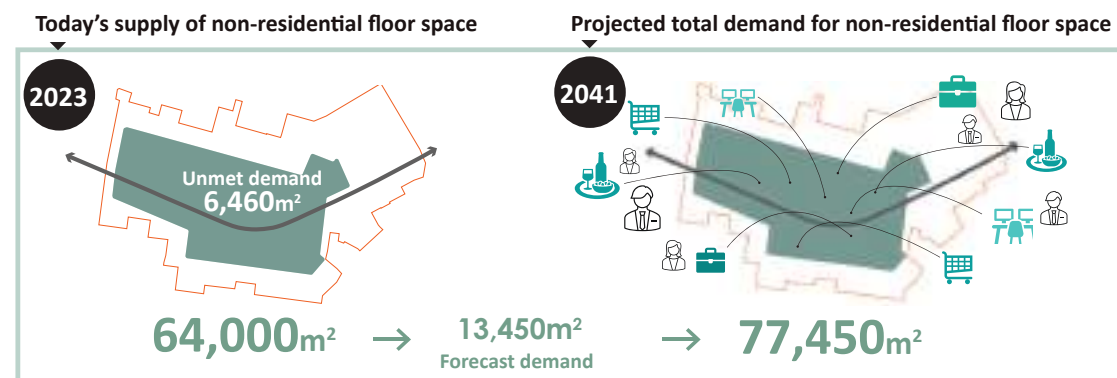 Today's supply of non-residential floor space
Projected total demand for non-residential floor space
2023
2041
Unmet demand
6,460m²
64,000m² → 13,450m² → 77,450m²
Forecast demand